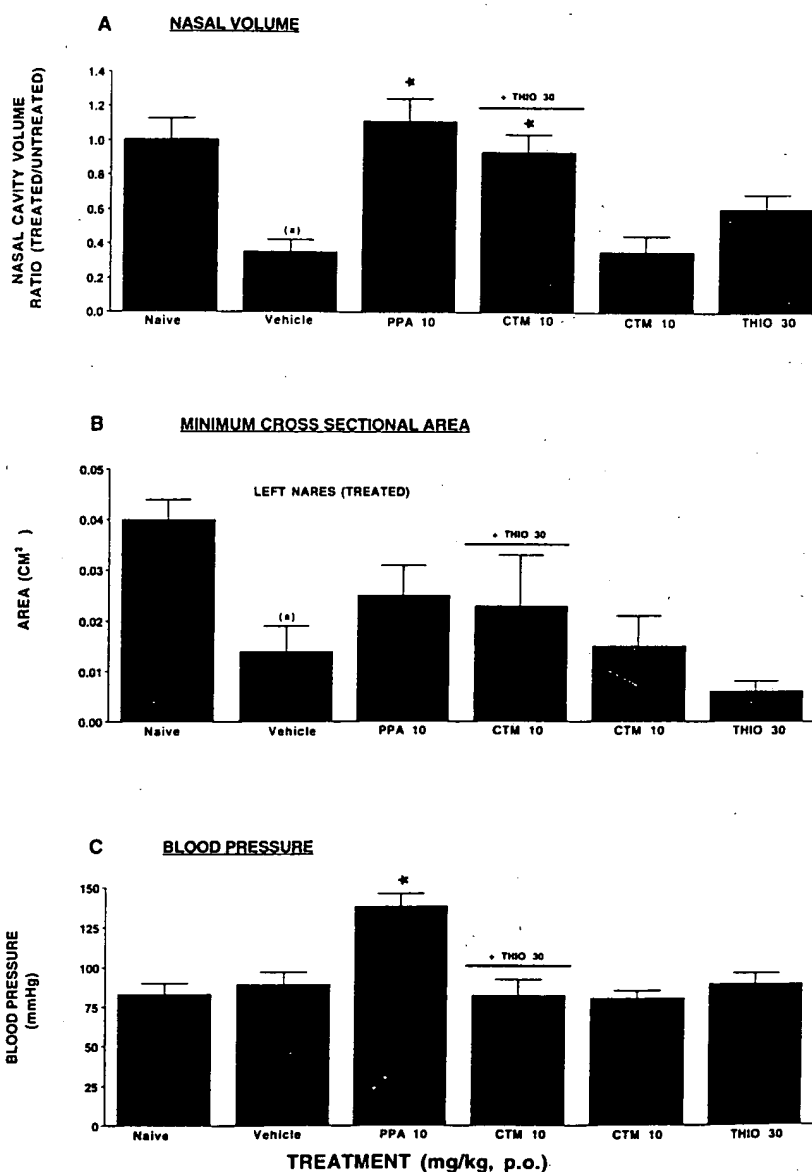 A NASAL VOLUME
NASAL CAVITY VOLUME
RATIO (TREATED/UNTREATED)
1.4
1.2
1.0
0.8
0.6
0.4
0.2
0.0
(a)
*
+ THIO 30
*
Naive Vehicle PPA 10 CTM 10 CTM 10 THIO 30
B MINIMUM CROSS SECTIONAL AREA
LEFT NARES (TREATED)
AREA (CM²)
0.05
0.04
0.03
0.02
0.01
0.00
(a)
+ THIO 30
Naive Vehicle PPA 10 CTM 10 CTM 10 THIO 30
C BLOOD PRESSURE
BLOOD PRESSURE
(mmHg)
150
125
100
75
50
25
0
*
+ THIO 30
Naive Vehicle PPA 10 CTM 10 CTM 10 THIO 30
TREATMENT (mg/kg, p.o.)